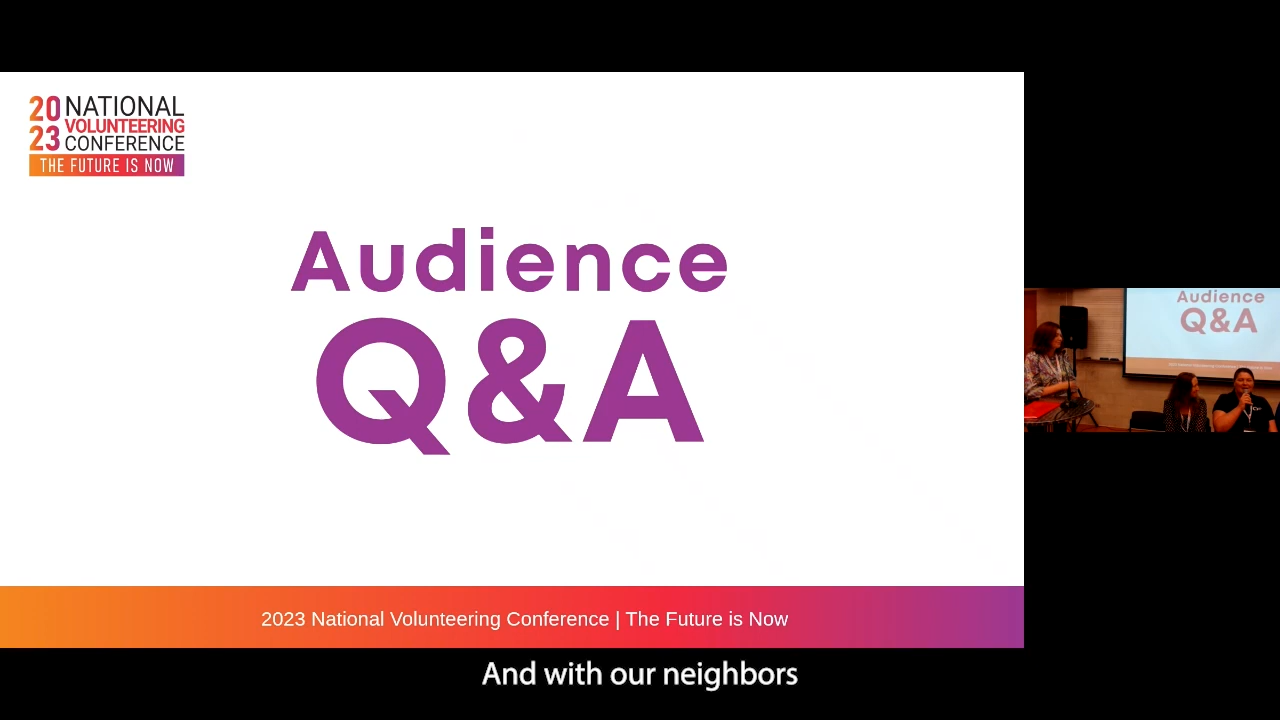 20 NATIONAL
VOLUNTEERING
23 CONFERENCE
THE FUTURE IS NOW
Audience
Q&A
2023 National Volunteering Conference | The Future is Now
Audience
Q&A
And with our neighbors